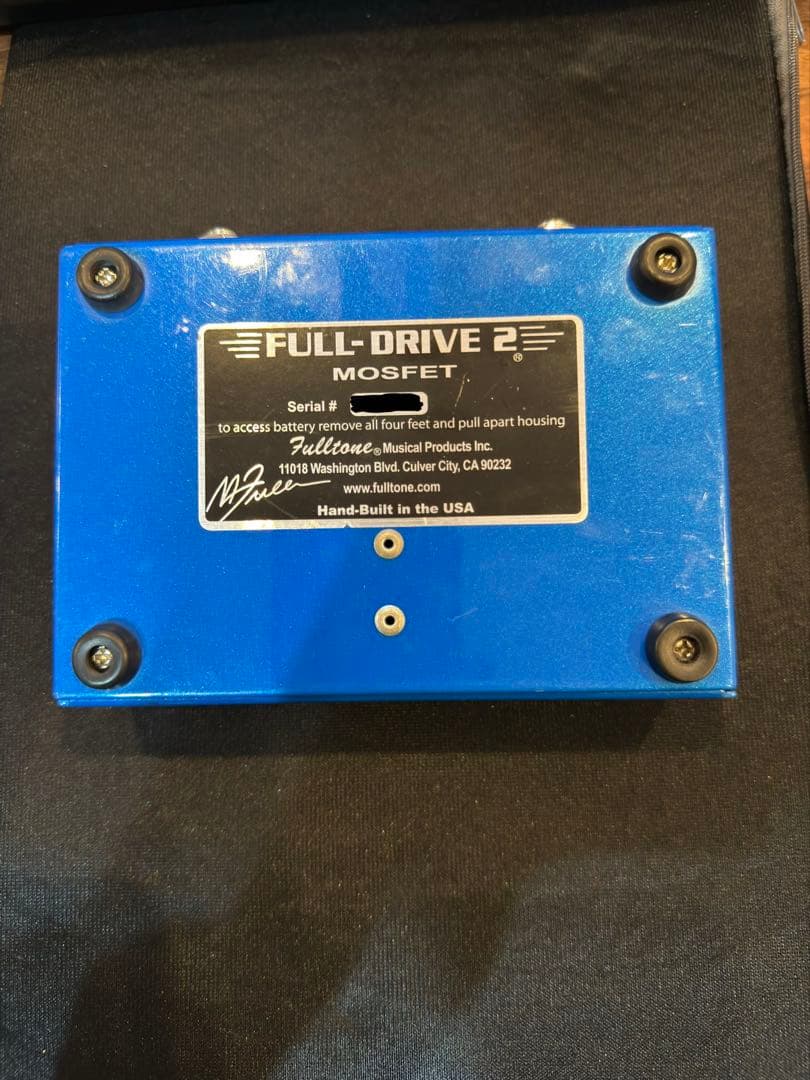 FULL-DRIVE 2®
MOSFET
Serial #
to access battery remove all four feet and pull apart housing
Fulltone® Musical Products Inc.
11018 Washington Blvd. Culver City, CA 90232
M. Fuller
www.fulltone.com
Hand-Built in the USA